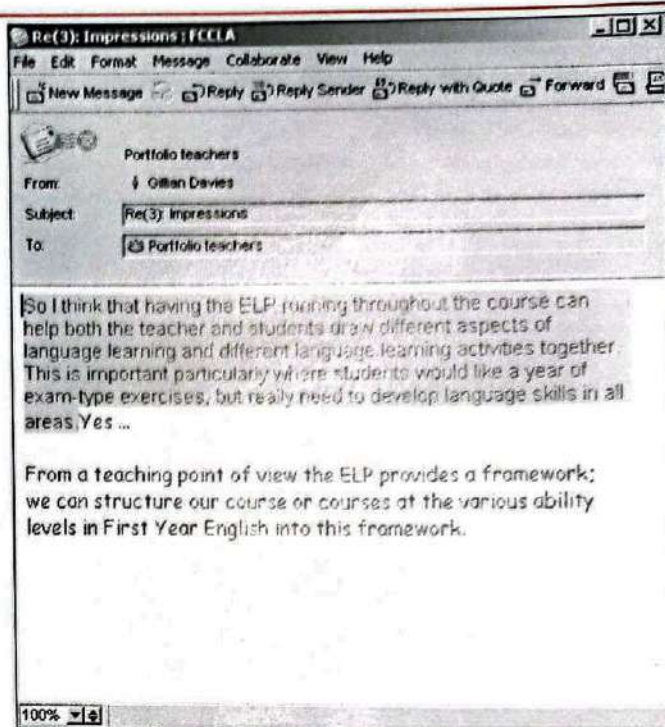 Re(3): Impressions : FCCLA
File Edit Format Message Collaborate View Help
New Message Reply Reply Sender Reply with Quote Forward
Portfolio teachers
From: Gillian Davies
Subject: Re(3): Impressions
To: Portfolio teachers
So I think that having the ELP running throughout the course can
help both the teacher and students draw different aspects of
language learning and different language learning activities together.
This is important particularly where students would like a year of
exam-type exercises, but really need to develop language skills in all
areas.Yes ...
From a teaching point of view the ELP provides a framework;
we can structure our course or courses at the various ability
levels in First Year English into this framework.
100%